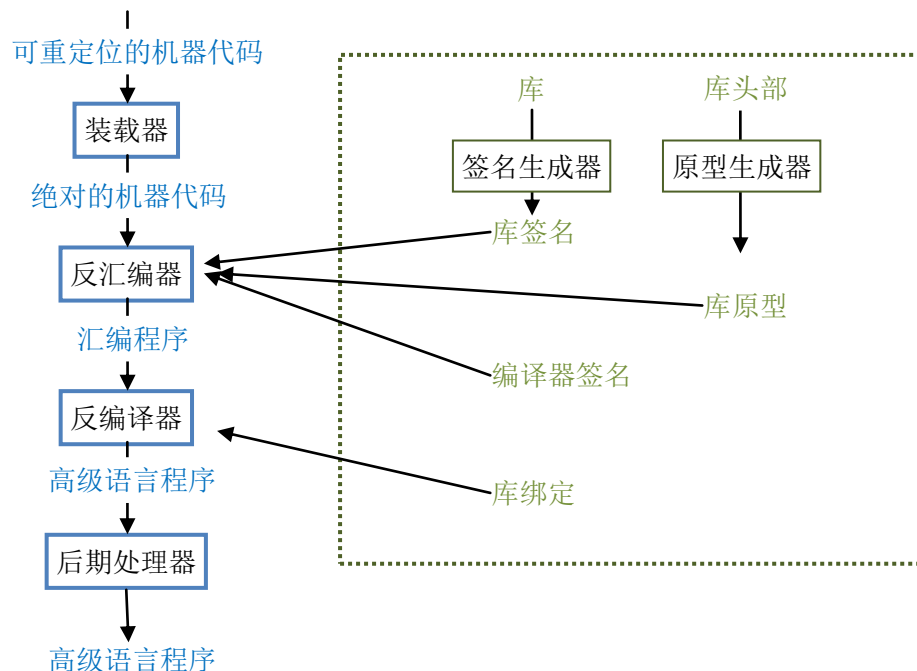 可重定位的机器代码
装载器
绝对的机器代码
反汇编器
汇编程序
反编译器
高级语言程序
后期处理器
高级语言程序
库
库头部
签名生成器
原型生成器
库签名
库原型
编译器签名
库绑定